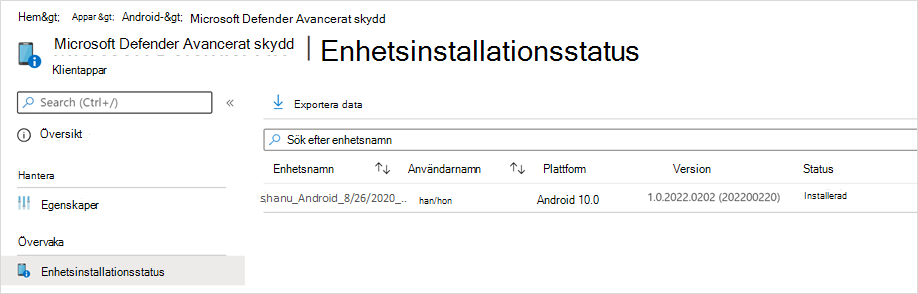 Hem&gt; Appar &gt; Android-&gt; Microsoft Defender Avancerat skydd
Microsoft Defender Avancerat skydd | Enhetsinstallationsstatus
Klientappar
Search (Ctrl+/) «
Översikt
Hantera
Egenskaper
Övervaka
Enhetsinstallationsstatus
Exportera data
Sök efter enhetsnamn
Enhetsnamn ↑↓ Användarnamn ↑↓ Plattform Version Status
shanu_Android_8/26/2020_... han/hon Android 10.0 1.0.2022.0202 (202200220) Installerad